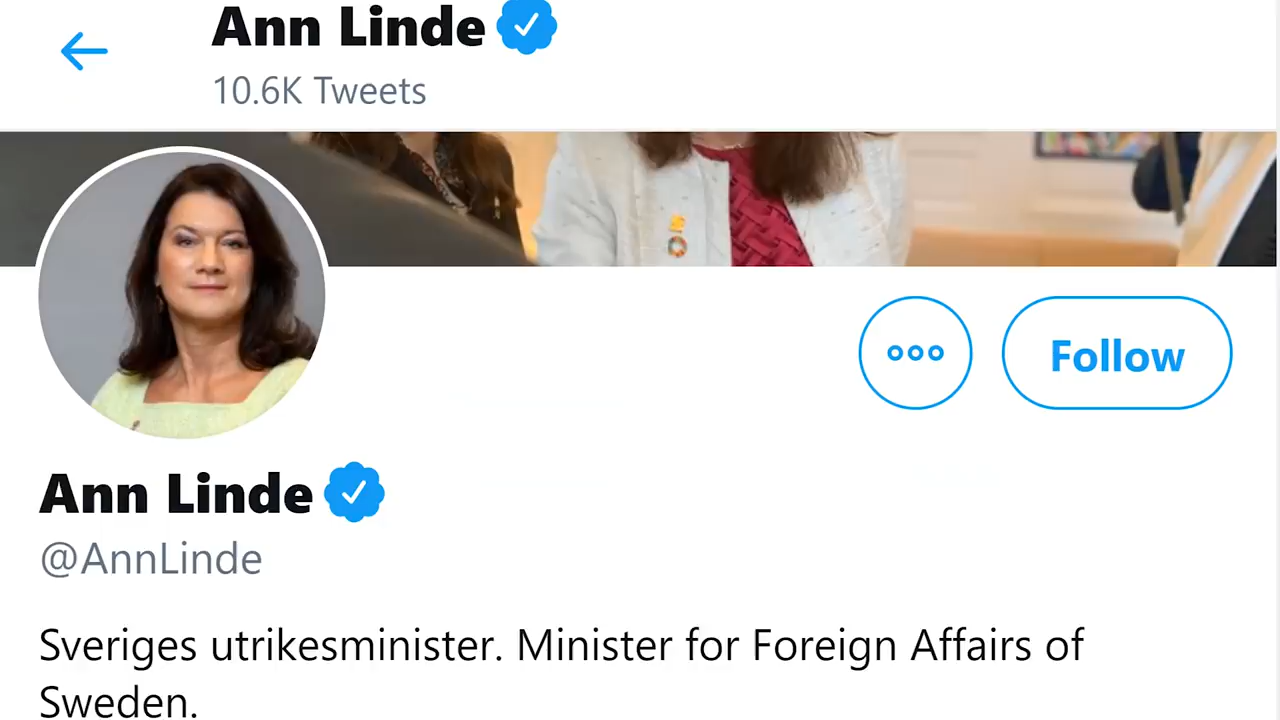 Ann Linde
10.6K Tweets
Follow
Ann Linde
@AnnLinde
Sveriges utrikesminister. Minister for Foreign Affairs of
Sweden.